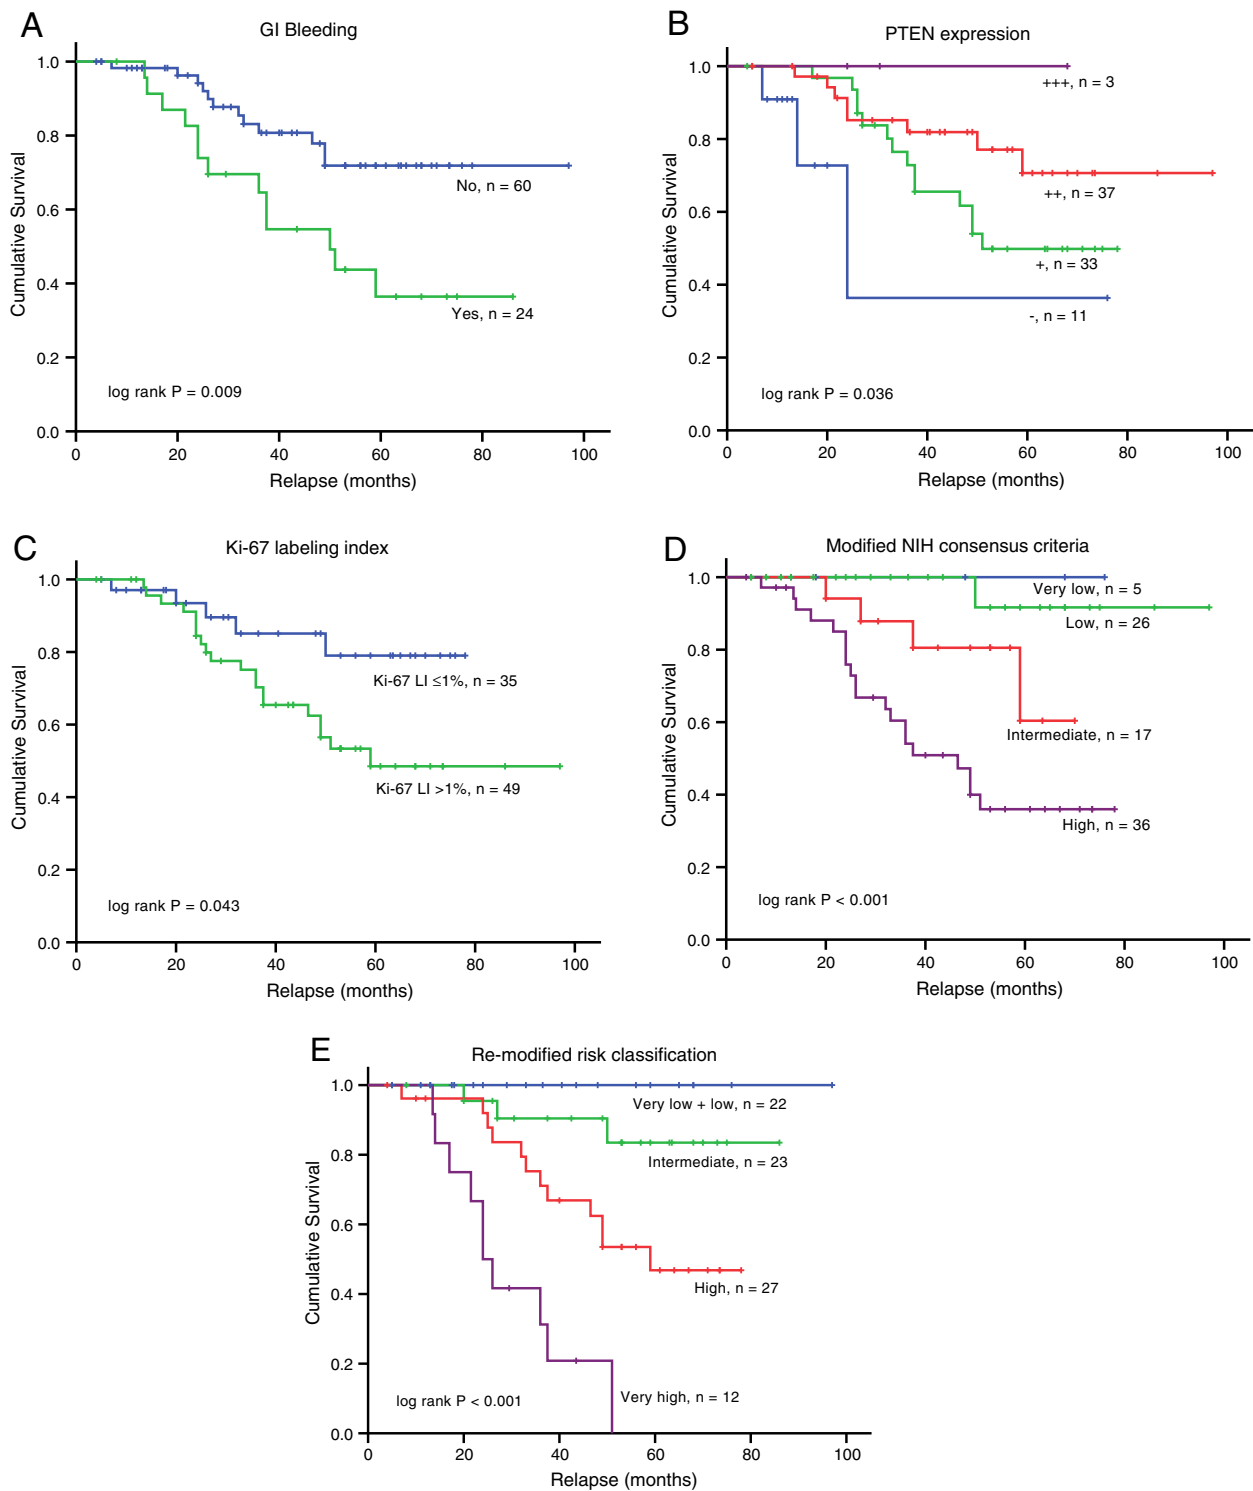 A
GI Bleeding
Cumulative Survival
1.0
0.8
0.6
0.4
0.2
0.0
No, n = 60
Yes, n = 24
log rank P = 0.009
0 20 40 60 80 100
Relapse (months)
B
PTEN expression
Cumulative Survival
1.0
0.8
0.6
0.4
0.2
0.0
+++, n = 3
++, n = 37
+, n = 33
-, n = 11
log rank P = 0.036
0 20 40 60 80 100
Relapse (months)
C
Ki-67 labeling index
Cumulative Survival
1.0
0.8
0.6
0.4
0.2
0.0
Ki-67 LI ≤1%, n = 35
Ki-67 LI >1%, n = 49
log rank P = 0.043
0 20 40 60 80 100
Relapse (months)
D
Modified NIH consensus criteria
Cumulative Survival
1.0
0.8
0.6
0.4
0.2
0.0
Very low, n = 5
Low, n = 26
Intermediate, n = 17
High, n = 36
log rank P < 0.001
0 20 40 60 80 100
Relapse (months)
E
Re-modified risk classification
Cumulative Survival
1.0
0.8
0.6
0.4
0.2
0.0
Very low + low, n = 22
Intermediate, n = 23
High, n = 27
Very high, n = 12
log rank P < 0.001
0 20 40 60 80 100
Relapse (months)